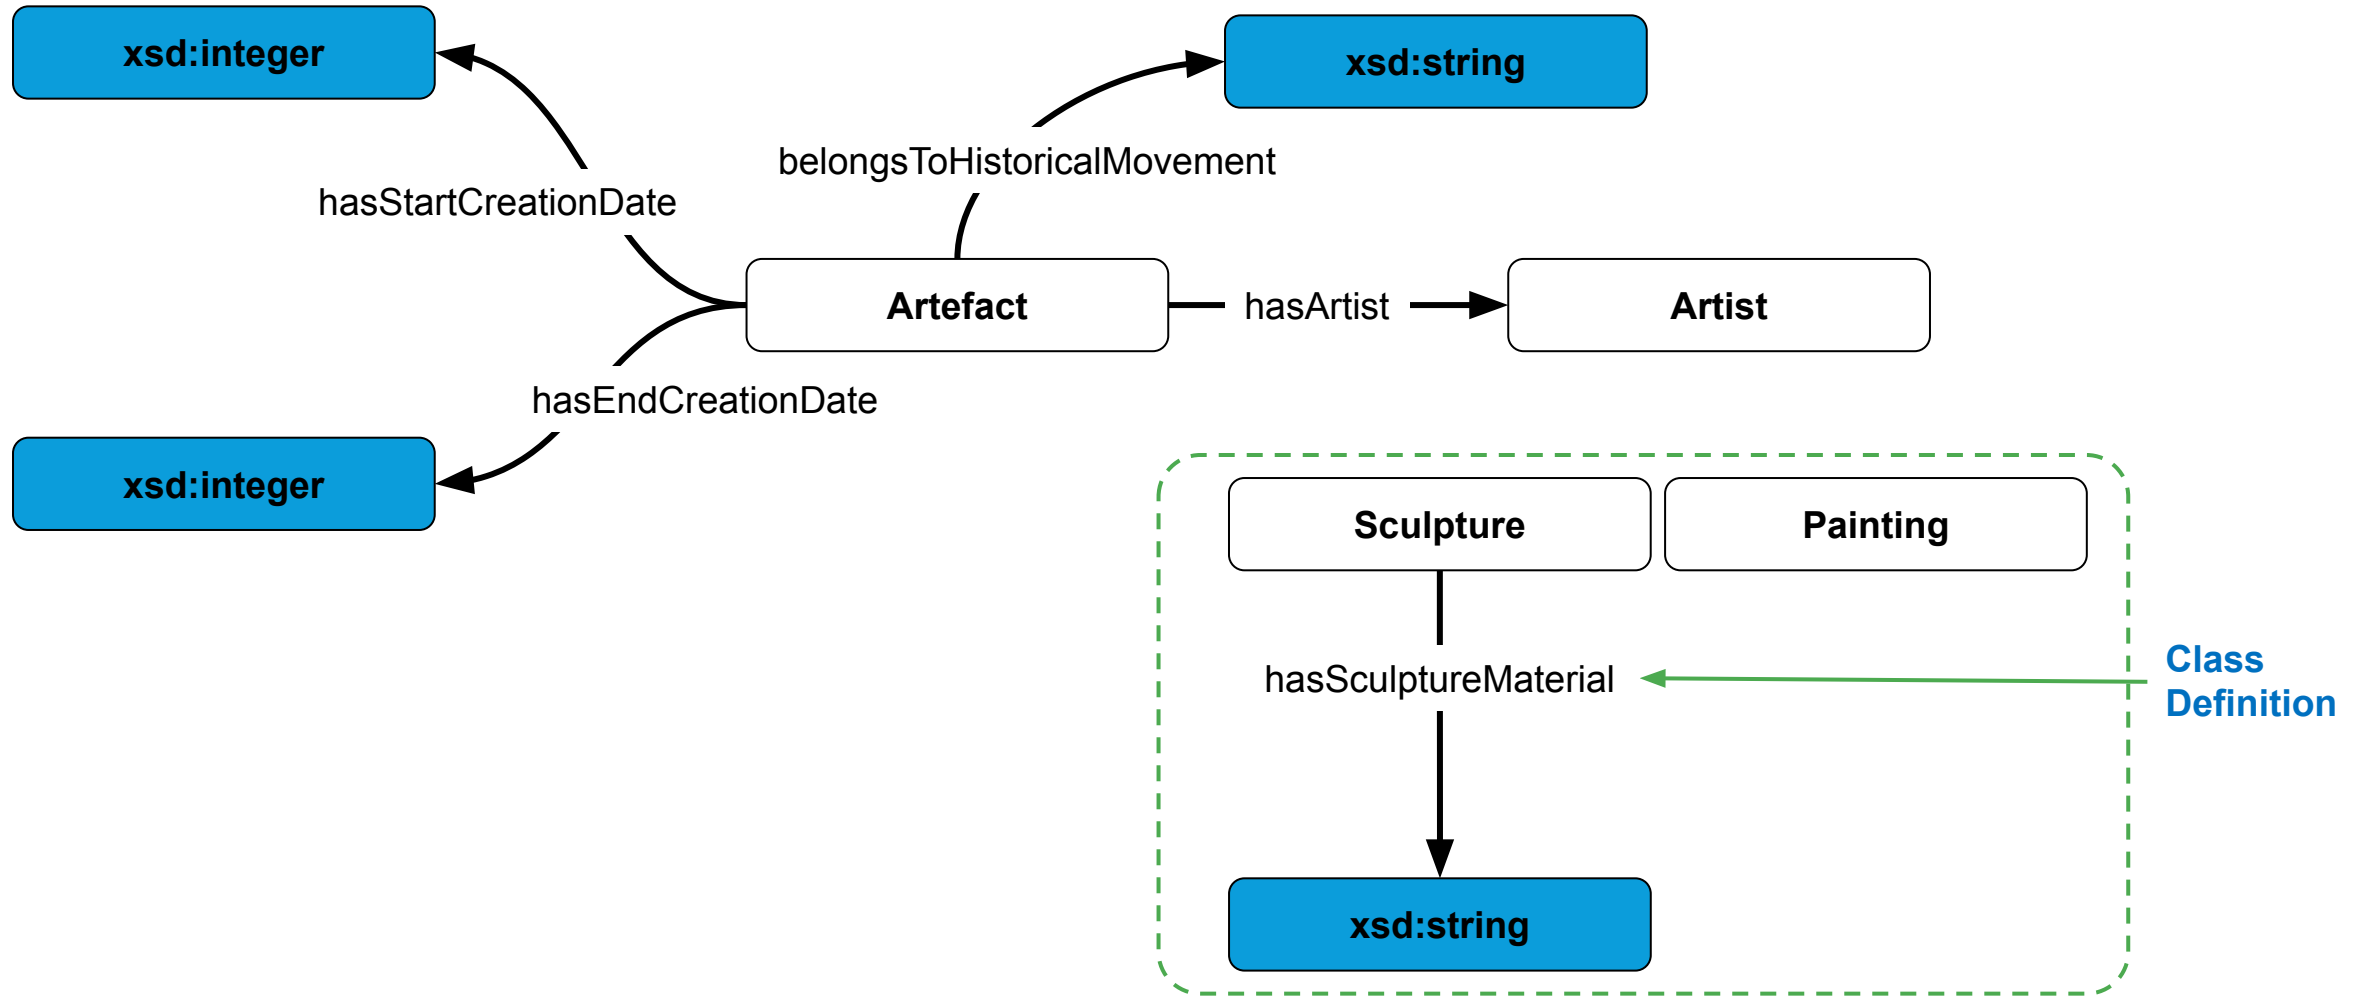 xsd:integer
xsd:string
belongsToHistoricalMovement
hasStartCreationDate
Artefact
hasArtist
Artist
hasEndCreationDate
xsd:integer
Sculpture
Painting
hasSculptureMaterial
Class
Definition
xsd:string